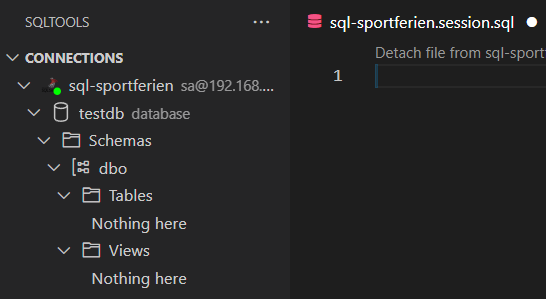 SQLTOOLS ...
CONNECTIONS
sql-sportferien sa@192.168....
testdb database
Schemas
dbo
Tables
Nothing here
Views
Nothing here
sql-sportferien.session.sql
Detach file from sql-sport
1